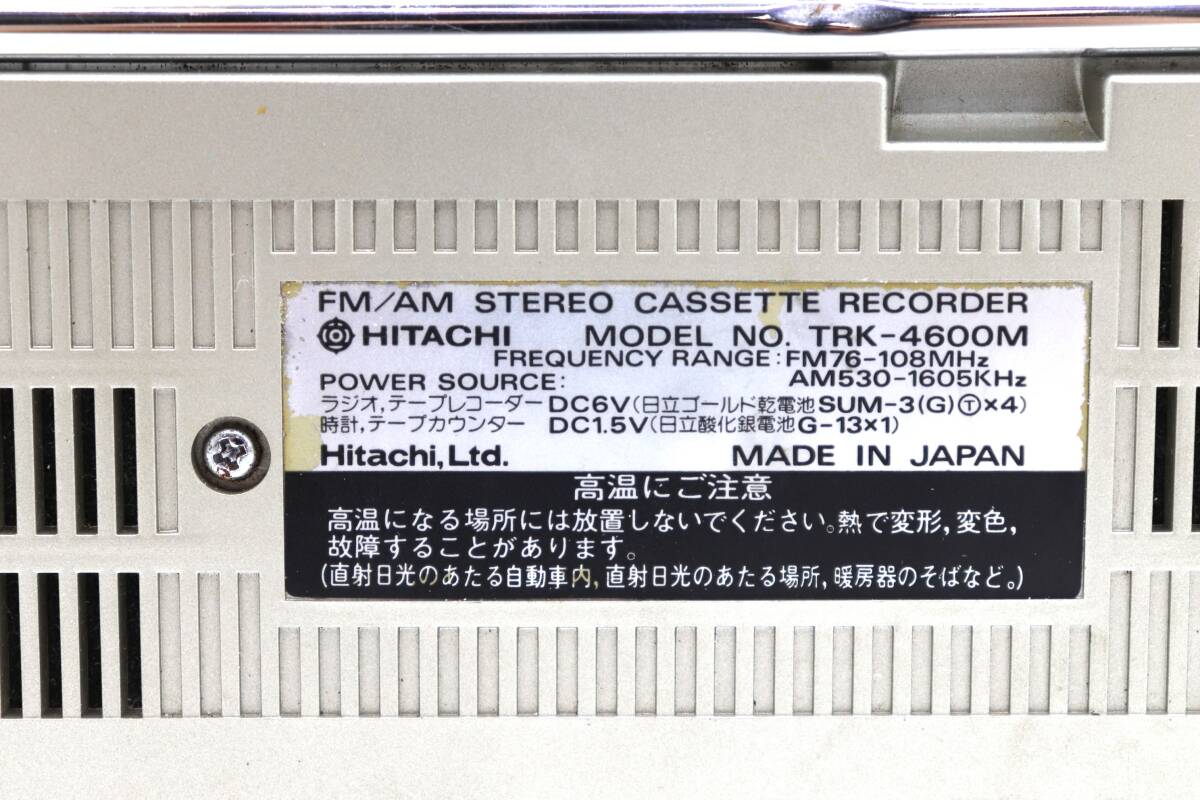 FM/AM STEREO CASSETTE RECORDER
HITACHI MODEL NO. TRK-4600M
FREQUENCY RANGE: FM76-108MHz
AM530-1605KHz
POWER SOURCE:
ラジオ,テープレコーダー DC6V(日立ゴールド乾電池SUM-3(G)Ⓣ×4)
時計,テープカウンター DC1.5V(日立酸化銀電池G-13×1)
Hitachi,Ltd. MADE IN JAPAN
高温にご注意
高温になる場所には放置しないでください。熱で変形,変色,
故障することがあります。
(直射日光のあたる自動車内,直射日光のあたる場所,暖房器のそばなど。)